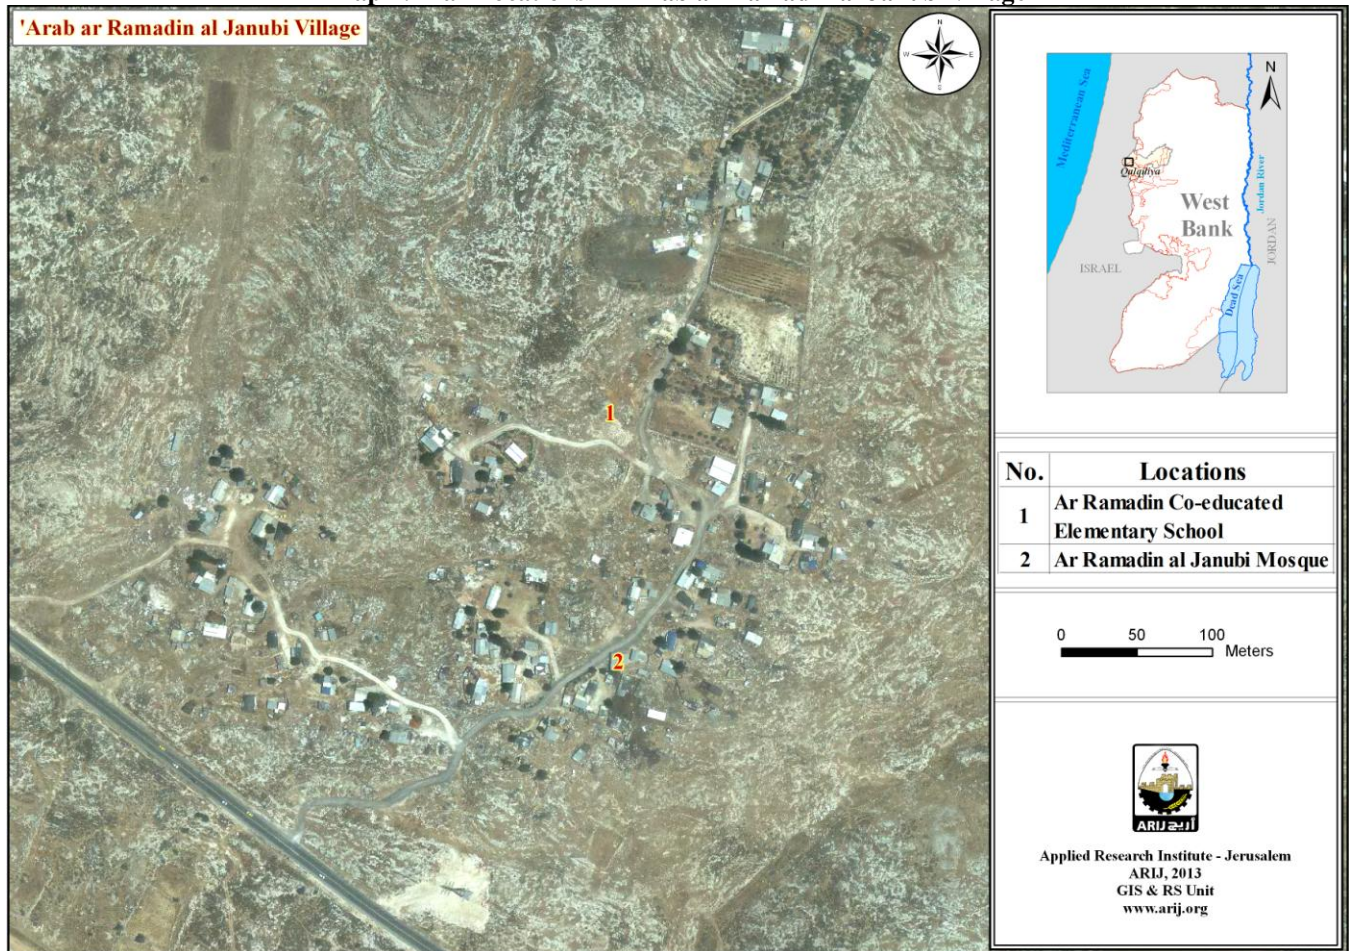 'Arab ar Ramadin al Janubi Village
N
W
E
S
1
2
N
Mediterranean Sea
Qalqiliya
West
Bank
Jordan River
JORDAN
ISRAEL
Dead Sea
No. Locations
1 Ar Ramadin Co-educated
Elementary School
2 Ar Ramadin al Janubi Mosque
0 50 100
Meters
ARIJ أريج
Applied Research Institute - Jerusalem
ARIJ, 2013
GIS & RS Unit
www.arij.org